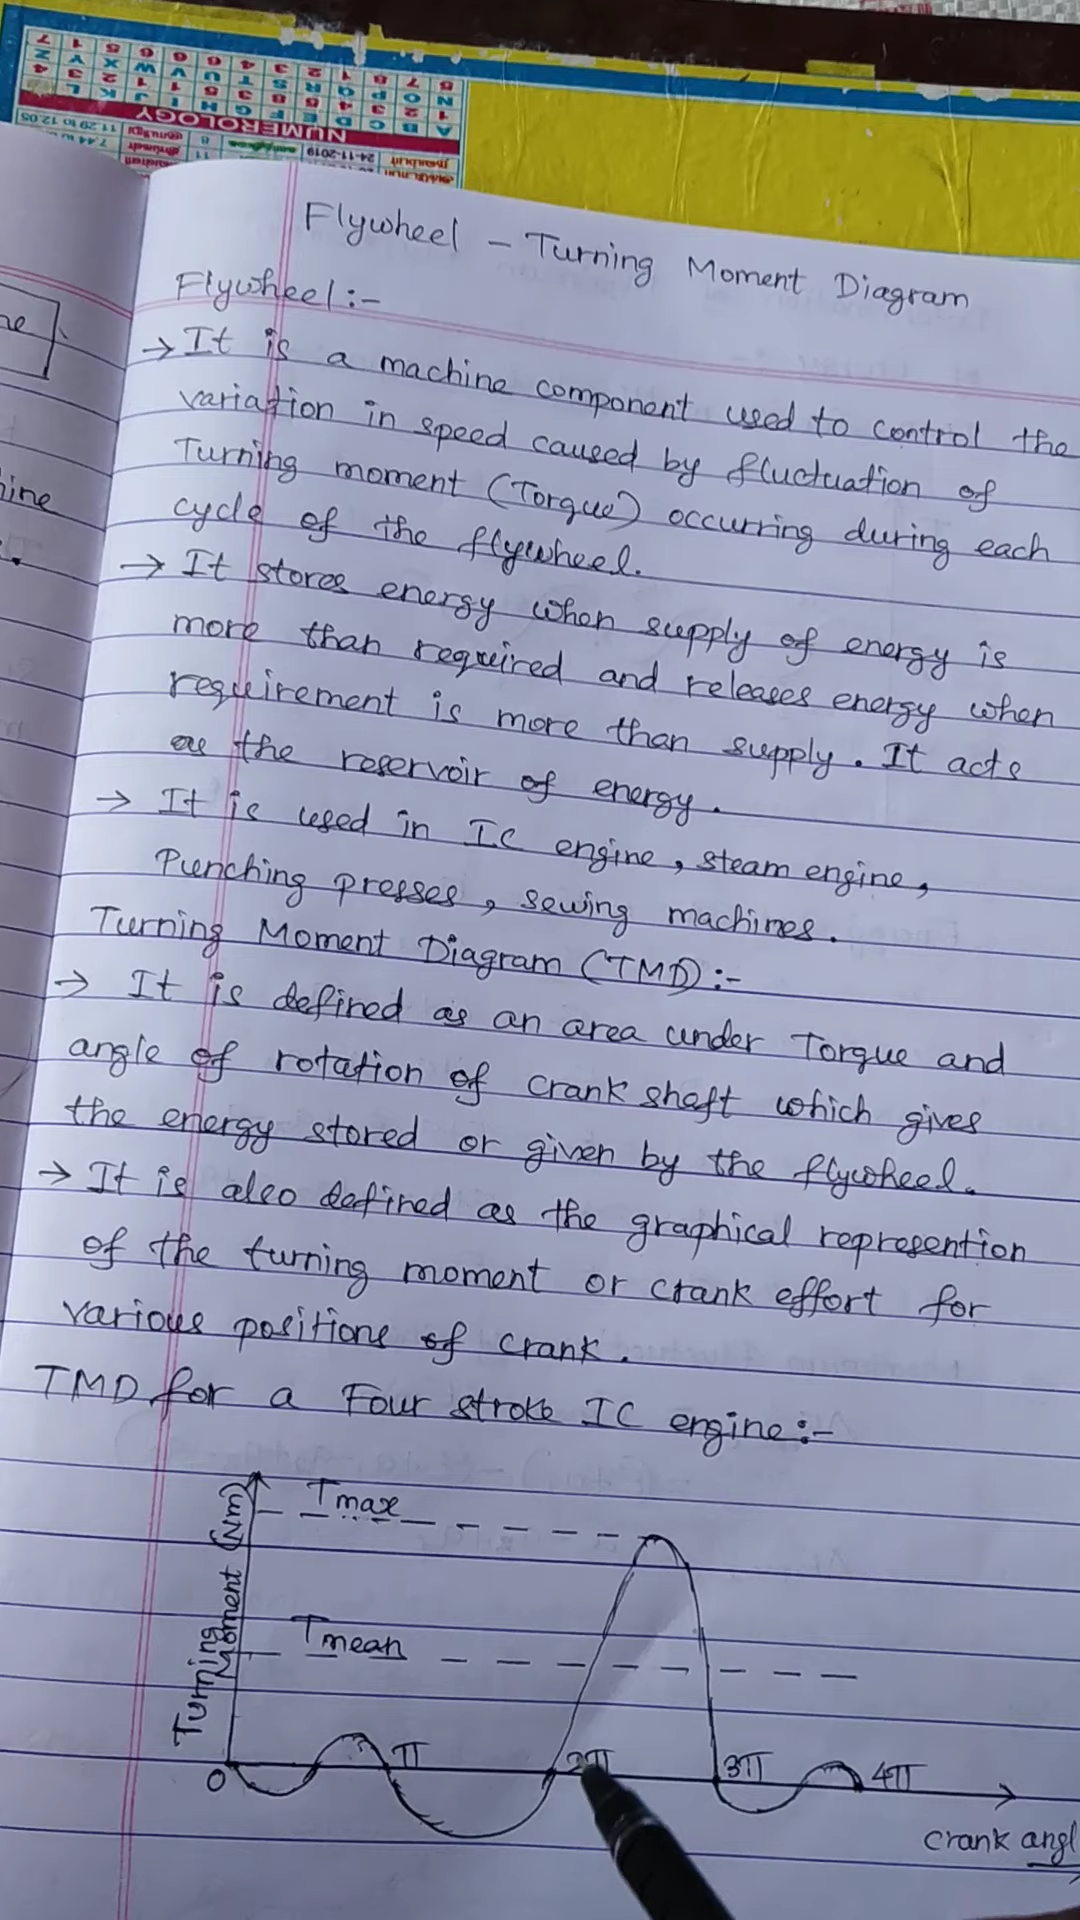 NUMEROLOGY
24-11-2019
Flywheel - Turning Moment Diagram
Flywheel:-
→ It is a machine component used to control the
variation in speed caused by fluctuation of
Turning moment (Torque) occurring during each
cycle of the flywheel.
→ It stores energy when supply of energy is
more than required and releases energy when
requirement is more than supply. It acts
as the reservoir of energy.
→ It is used in IC engine, steam engine,
Punching presses, sewing machines.
Turning Moment Diagram (TMD):-
→ It is defined as an area under Torque and
angle of rotation of crank shaft which gives
the energy stored or given by the flywheel.
→ It is also defined as the graphical represention
of the turning moment or crank effort for
various positions of crank.
TMD for a Four stroke IC engine:-
Turning Moment (Nm)
Tmax
Tmean
0 π 2π 3π 4π
crank angl